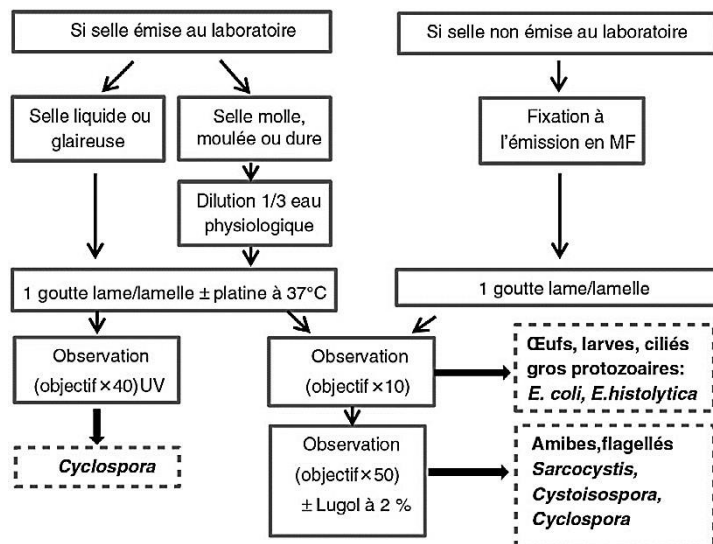 Si selle émise au laboratoire
Si selle non émise au laboratoire
Selle liquide ou
glaireuse
Selle molle,
moulée ou dure
Fixation à
l'émission en MF
Dilution 1/3 eau
physiologique
1 goutte lame/lamelle ± platine à 37°C
1 goutte lame/lamelle
Observation
(objectif ×40) UV
Observation
(objectif ×10)
Œufs, larves, ciliés
gros protozoaires:
E. coli, E.histolytica
Cyclospora
Observation
(objectif ×50)
± Lugol à 2 %
Amibes,flagellés
Sarcocystis,
Cystoisospora,
Cyclospora